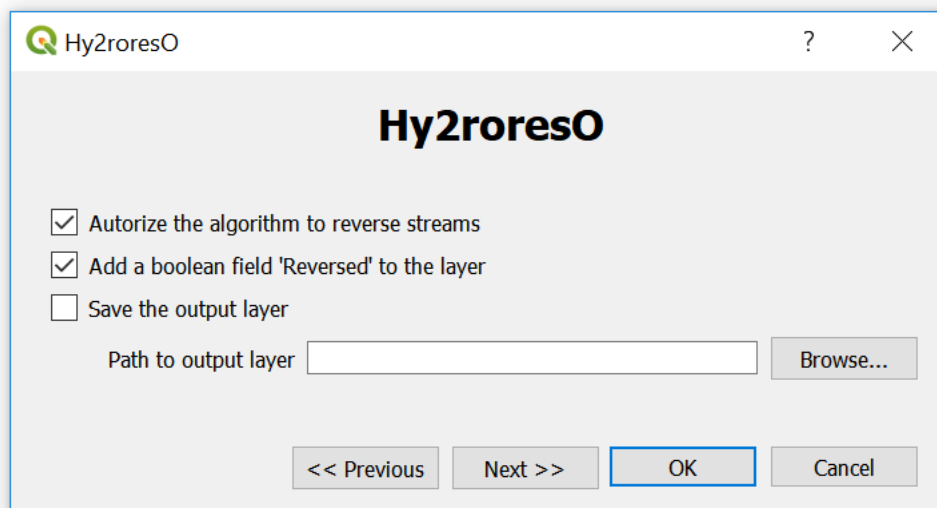 Hy2roresO
Hy2roresO
Autorize the algorithm to reverse streams
Add a boolean field 'Reversed' to the layer
Save the output layer
Path to output layer Browse...
<< Previous Next >> OK Cancel